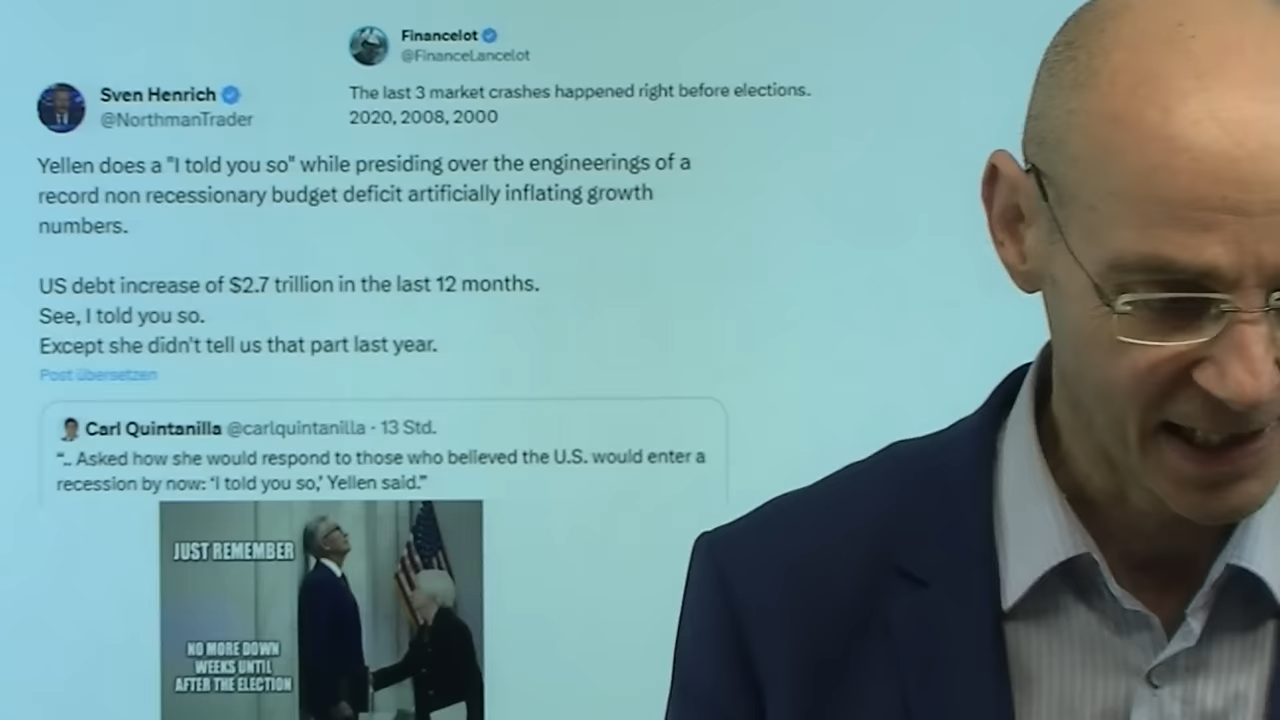 Financelot
@FinanceLancelot
The last 3 market crashes happened right before elections.
2020, 2008, 2000
Sven Henrich
@NorthmanTrader
Yellen does a "I told you so" while presiding over the engineerings of a
record non recessionary budget deficit artificially inflating growth
numbers.
US debt increase of $2.7 trillion in the last 12 months.
See, I told you so.
Except she didn't tell us that part last year.
Post übersetzen
Carl Quintanilla @carlquintanilla · 13 Std.
“.. Asked how she would respond to those who believed the U.S. would enter a
recession by now: ‘I told you so,’ Yellen said.”
JUST REMEMBER
NO MORE DOWN
WEEKS UNTIL
AFTER THE ELECTION